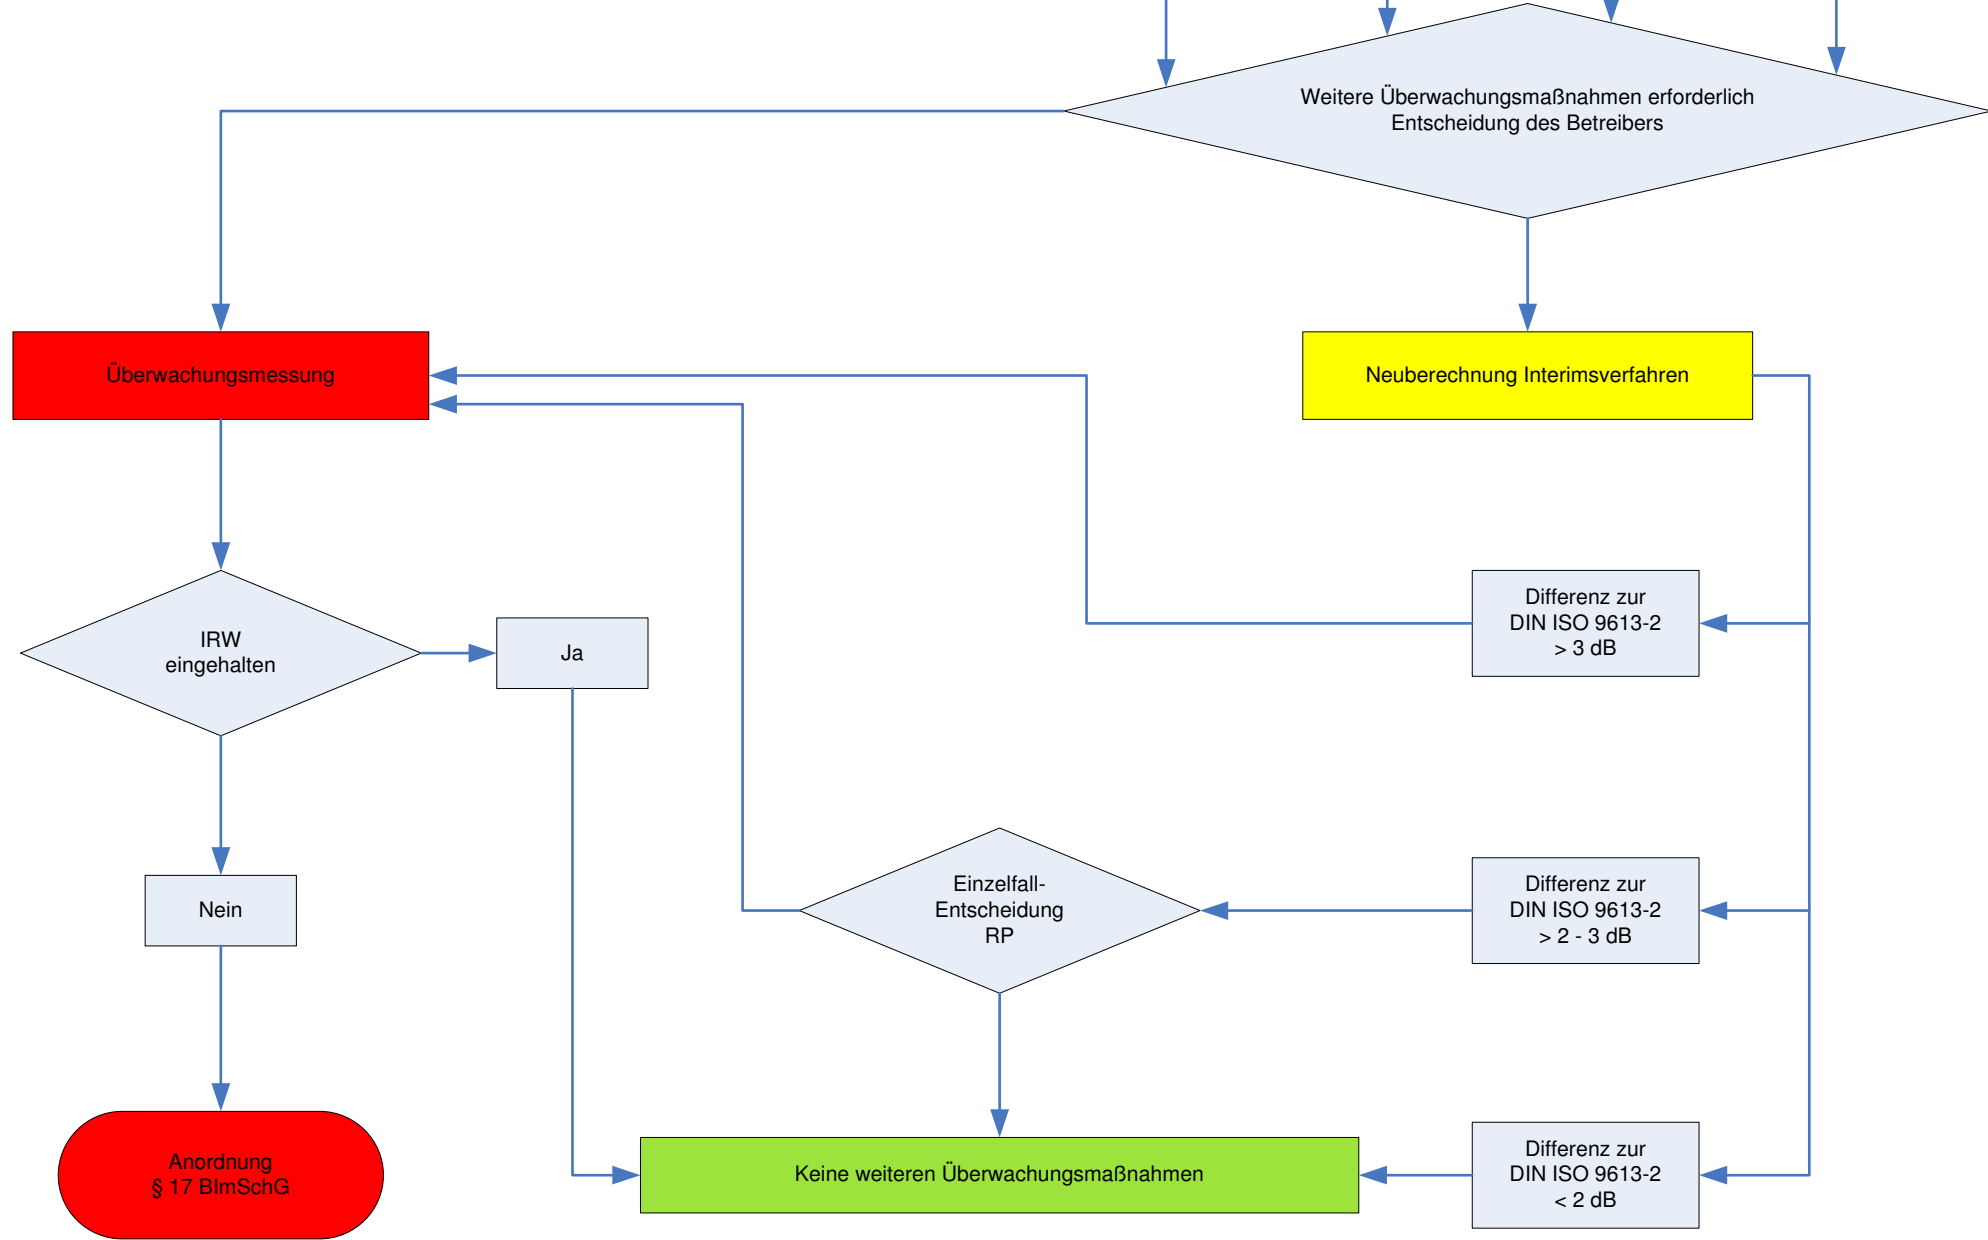 Weitere Überwachungsmaßnahmen erforderlich
Entscheidung des Betreibers
Überwachungsmessung
Neuberechnung Interimsverfahren
Differenz zur
DIN ISO 9613-2
> 3 dB
IRW
eingehalten
Ja
Einzelfall-
Entscheidung
RP
Differenz zur
DIN ISO 9613-2
> 2 - 3 dB
Nein
Anordnung
§ 17 BImSchG
Keine weiteren Überwachungsmaßnahmen
Differenz zur
DIN ISO 9613-2
< 2 dB